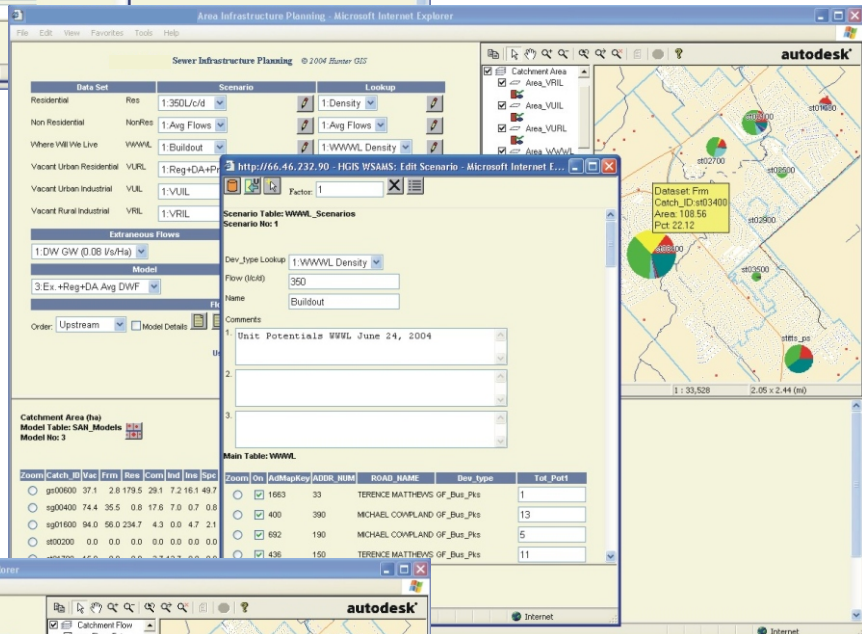 Area Infrastructure Planning - Microsoft Internet Explorer
File Edit View Favorites Tools Help
Sewer Infrastructure Planning © 2004 Hunter GIS
Data Set Scenario Lookup
Residential Res 1:350L/c/d 1:Density
Non Residential NonRes 1:Avg Flows 1:Avg Flows
Where Will We Live WWWL 1:Buildout 1:WWWL Density
Vacant Urban Residential VURL 1:Reg+DA+Pr
Vacant Urban Industrial VUIL 1:VUIL
Vacant Rural Industrial VRIL 1:VRIL
Extraneous Flows
1:DW GW (0.08 l/s/Ha)
Model
3:Ex.+Reg+DA Avg DWF
Order: Upstream Model Details
Catchment Area (ha)
Model Table: SAN_Models
Model No: 3
Zoom Catch_ID Vac Frm Res Com Ind Ins Spc
gs00600 37.1 2.8 179.5 29.1 7.2 16.1 49.7
sg00400 74.4 35.5 0.8 17.6 7.0 0.7 0.8
sg01600 94.0 56.0 234.7 4.3 0.0 4.7 2.1
st00200 0.0 0.0 0.0 0.0 0.0 0.0 0.0
http://66.46.232.90 - HGIS WSAMS: Edit Scenario - Microsoft Internet E...
Factor: 1
Scenario Table: WWWL_Scenarios
Scenario No: 1
Dev_type Lookup 1:WWWL Density
Flow (l/c/d) 350
Name Buildout
Comments
1. Unit Potentials WWWL June 24, 2004
2.
3.
Main Table: WWWL
Zoom On AdMapKey ADDR_NUM ROAD_NAME Dev_type Tot_Pot1
1663 33 TERENCE MATTHEWS GF_Bus_Pks 1
400 390 MICHAEL COWPLAND GF_Bus_Pks 13
692 190 MICHAEL COWPLAND GF_Bus_Pks 5
436 150 TERENCE MATTHEWS GF_Bus_Pks 11
Internet
autodesk
Catchment Area
Area_VRIL
Area_VUIL
Area_VURL
Area_WWWL
st02700
st02500
Dataset: Frm
Catch_ID:st03400
Area: 108.56
Pct: 22.12
st02900
st03500
stitts_ps
1 : 33,528 2.05 x 2.44 (mi)
Internet
autodesk
Catchment Flow